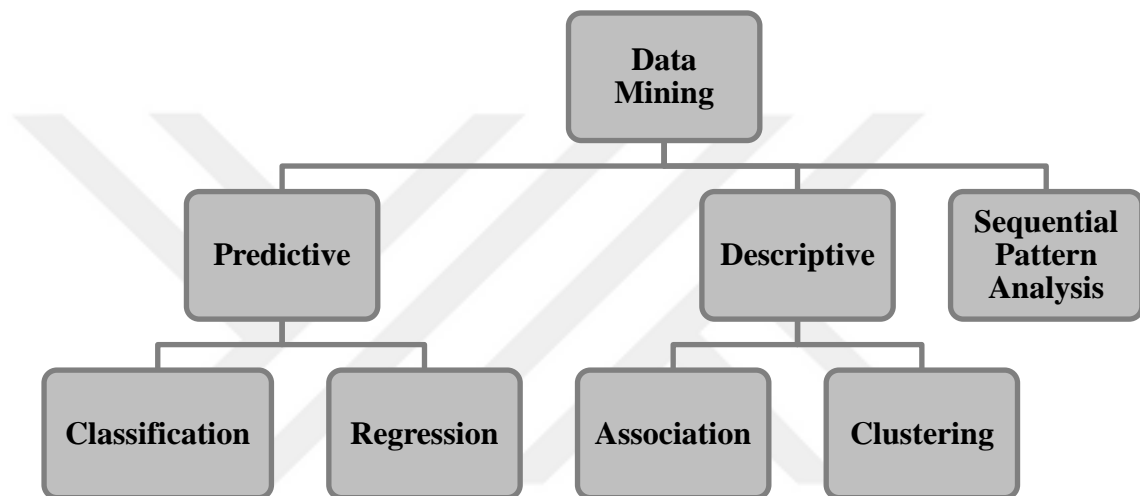 Data
Mining
Predictive
Descriptive
Sequential
Pattern
Analysis
Classification
Regression
Association
Clustering